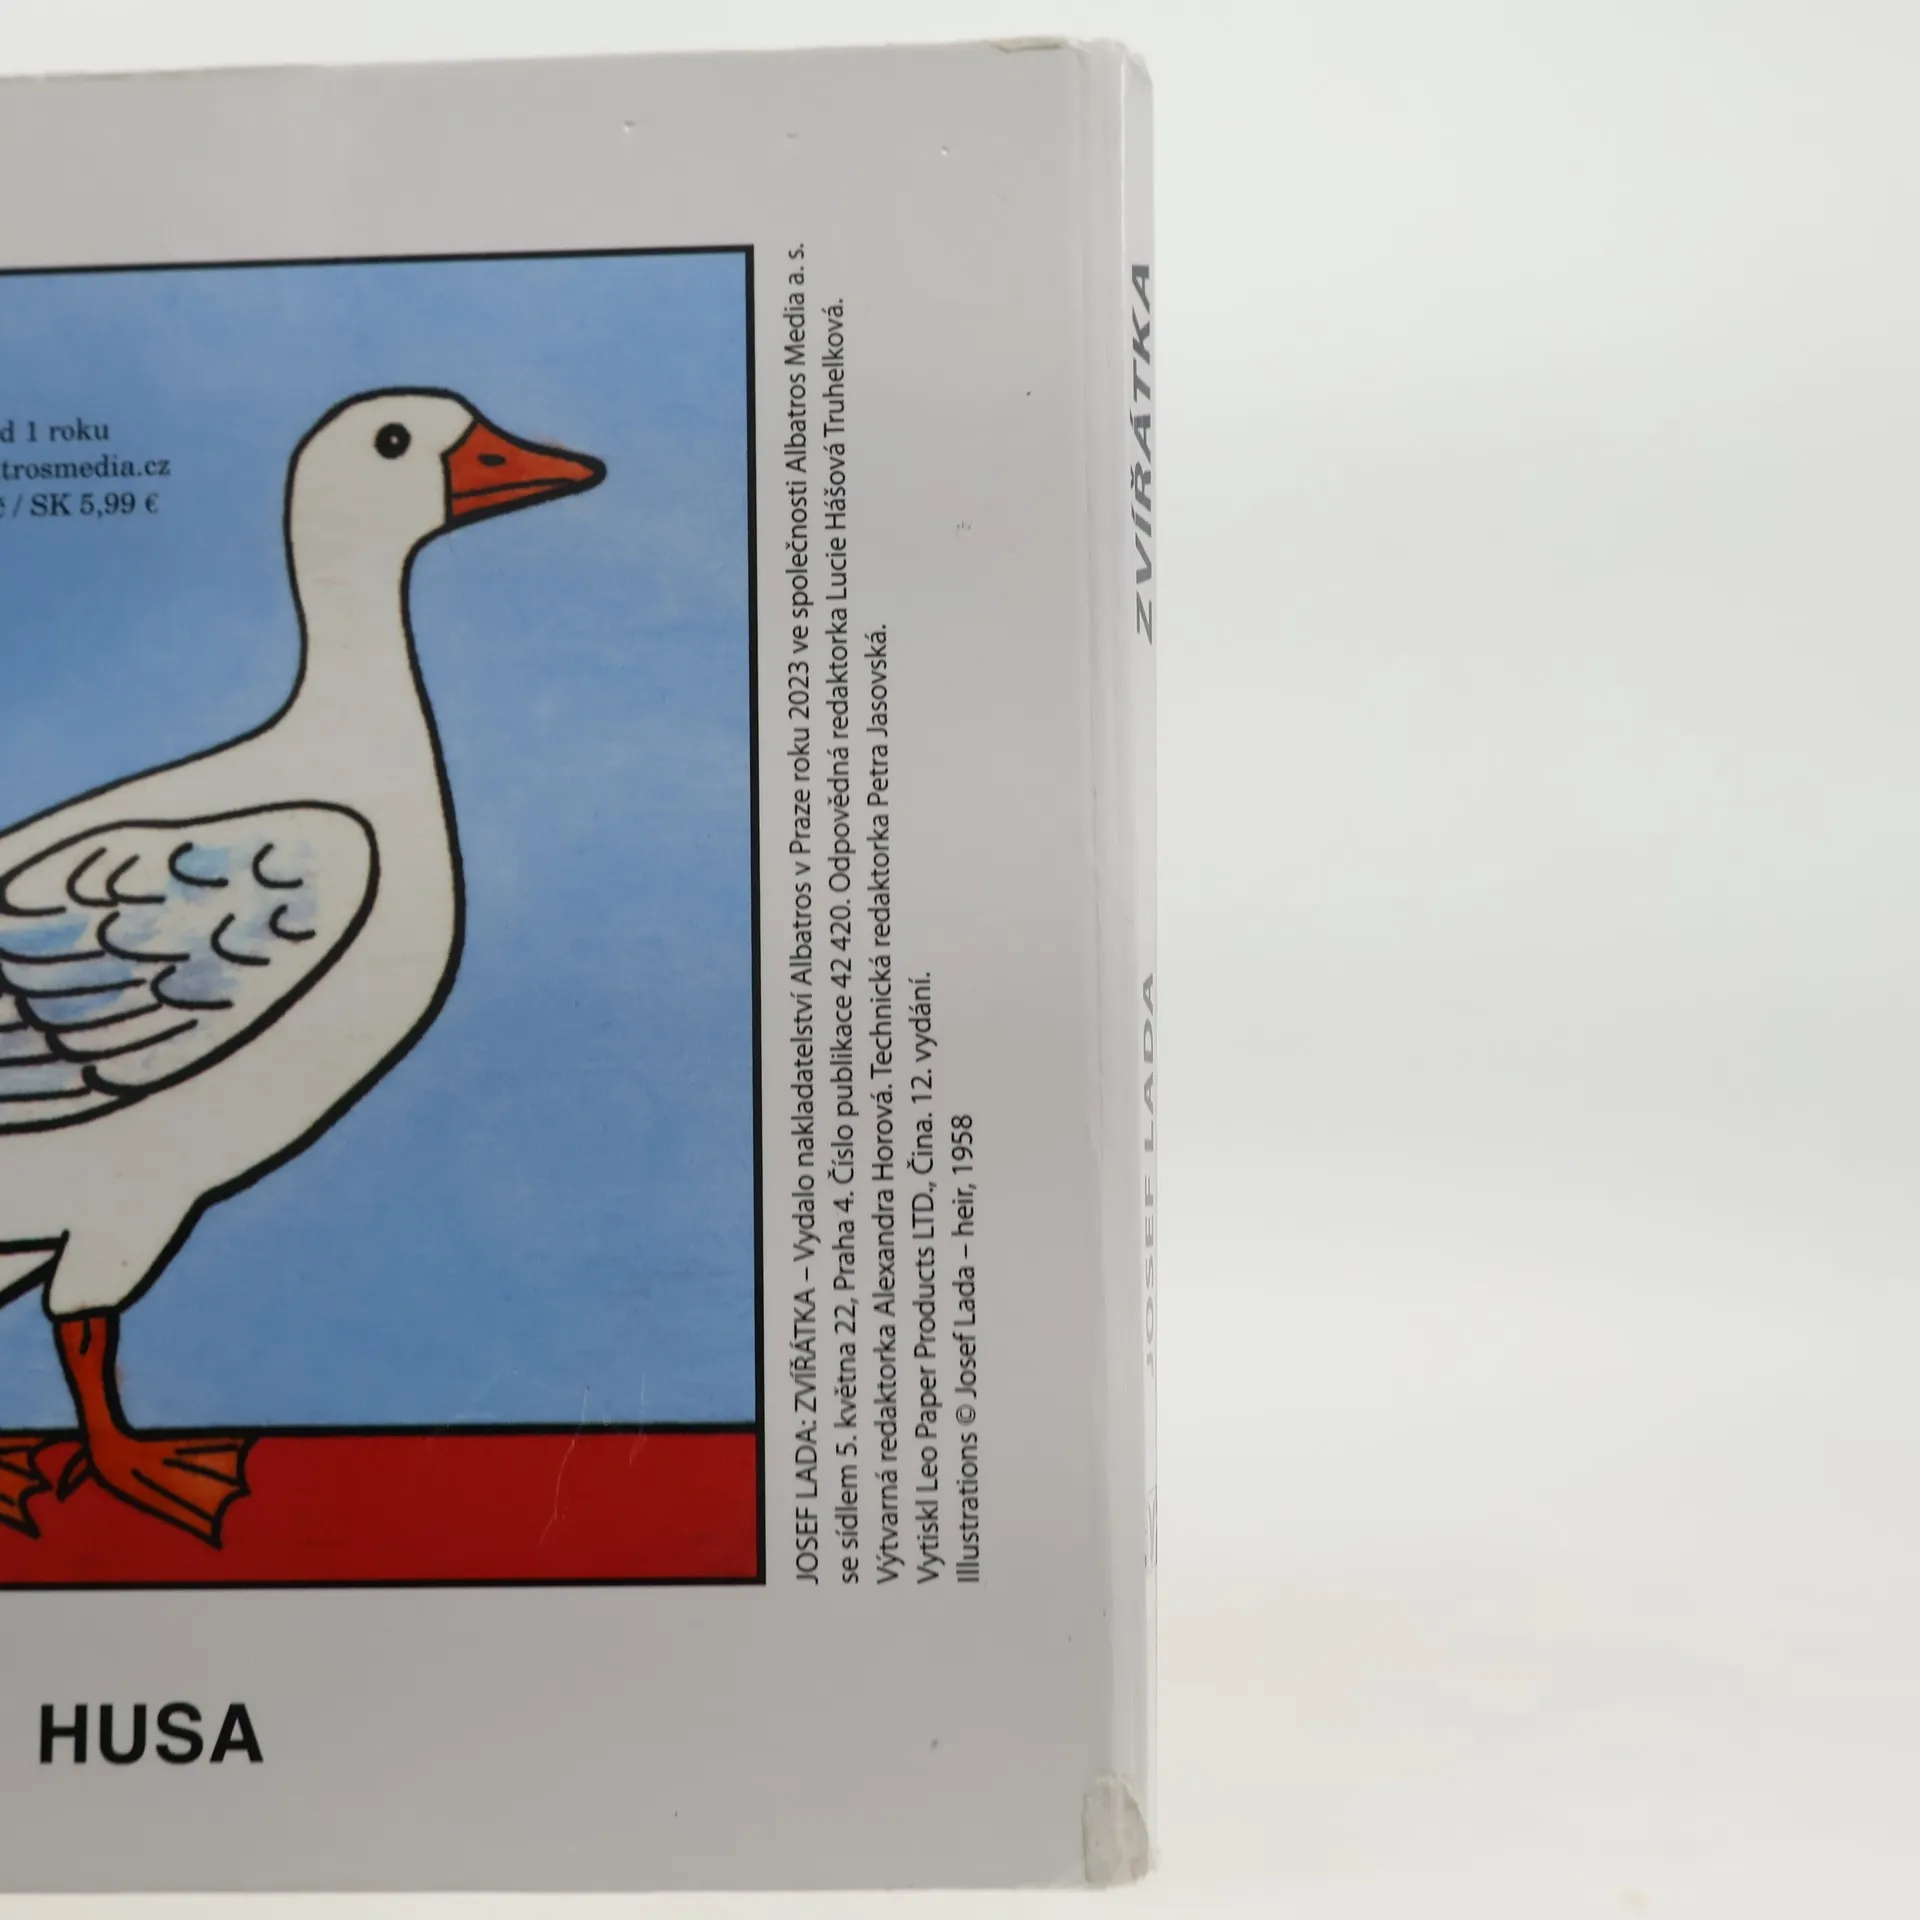 d 1 roku
trosmedia.cz
č / SK 5,99 €
JOSEF LADA: ZVÍŘÁTKA – Vydalo nakladatelství Albatros v Praze roku 2023 ve společnosti Albatros Media a. s.
se sídlem 5. května 22, Praha 4. Číslo publikace 42 420. Odpovědná redaktorka Lucie Hášová Truhelková.
Výtvarná redaktorka Alexandra Horová. Technická redaktorka Petra Jasovská.
Vytiskl Leo Paper Products LTD., Čina. 12. vydání.
Illustrations © Josef Lada – heir, 1958
HUSA
JOSEF LADA
ZVÍŘÁTKA